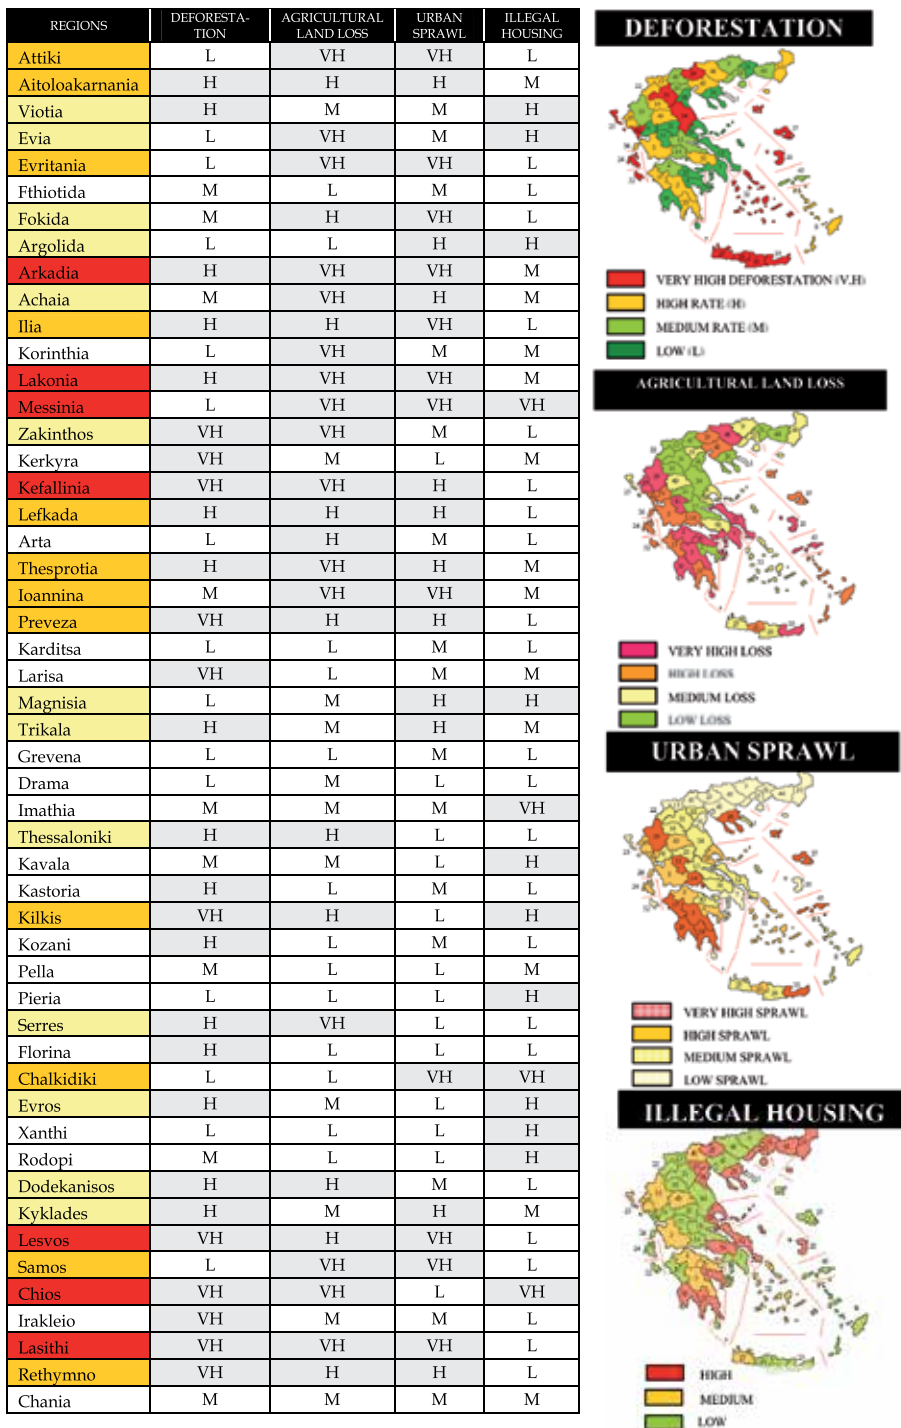 REGIONS DEFORESTA- AGRICULTURAL URBAN ILLEGAL
TION LAND LOSS SPRAWL HOUSING
Attiki L VH VH L
Aitoloakarnania H H H M
Viotia H M M H
Evia L VH M H
Evritania L VH VH L
Fthiotida M L M L
Fokida M H VH L
Argolida L L H H
Arkadia H VH VH M
Achaia M VH H M
Ilia H H VH L
Korinthia L VH M M
Lakonia H VH VH M
Messinia L VH VH VH
Zakinthos VH VH M L
Kerkyra VH M L M
Kefallinia VH VH H L
Lefkada H H H L
Arta L H M L
Thesprotia H VH H M
Ioannina M VH VH M
Preveza VH H H L
Karditsa L L M L
Larisa VH L M M
Magnisia L M H H
Trikala H M H M
Grevena L L M L
Drama L M L L
Imathia M M M VH
Thessaloniki H H L L
Kavala M M L H
Kastoria H L M L
Kilkis VH H L H
Kozani H L M L
Pella M L L M
Pieria L L L H
Serres H VH L L
Florina H L L L
Chalkidiki L L VH VH
Evros H M L H
Xanthi L L L H
Rodopi M L L H
Dodekanisos H H M L
Kyklades H M H M
Lesvos VH H VH L
Samos L VH VH L
Chios VH VH L VH
Irakleio VH M M L
Lasithi VH VH VH L
Rethymno VH H H L
Chania M M M M
DEFORESTATION
VERY HIGH DEFORESTATION (V.H)
HIGH RATE (H)
MEDIUM RATE (M)
LOW (L)
AGRICULTURAL LAND LOSS
VERY HIGH LOSS
HIGH LOSS
MEDIUM LOSS
LOW LOSS
URBAN SPRAWL
VERY HIGH SPRAWL
HIGH SPRAWL
MEDIUM SPRAWL
LOW SPRAWL
ILLEGAL HOUSING
HIGH
MEDIUM
LOW